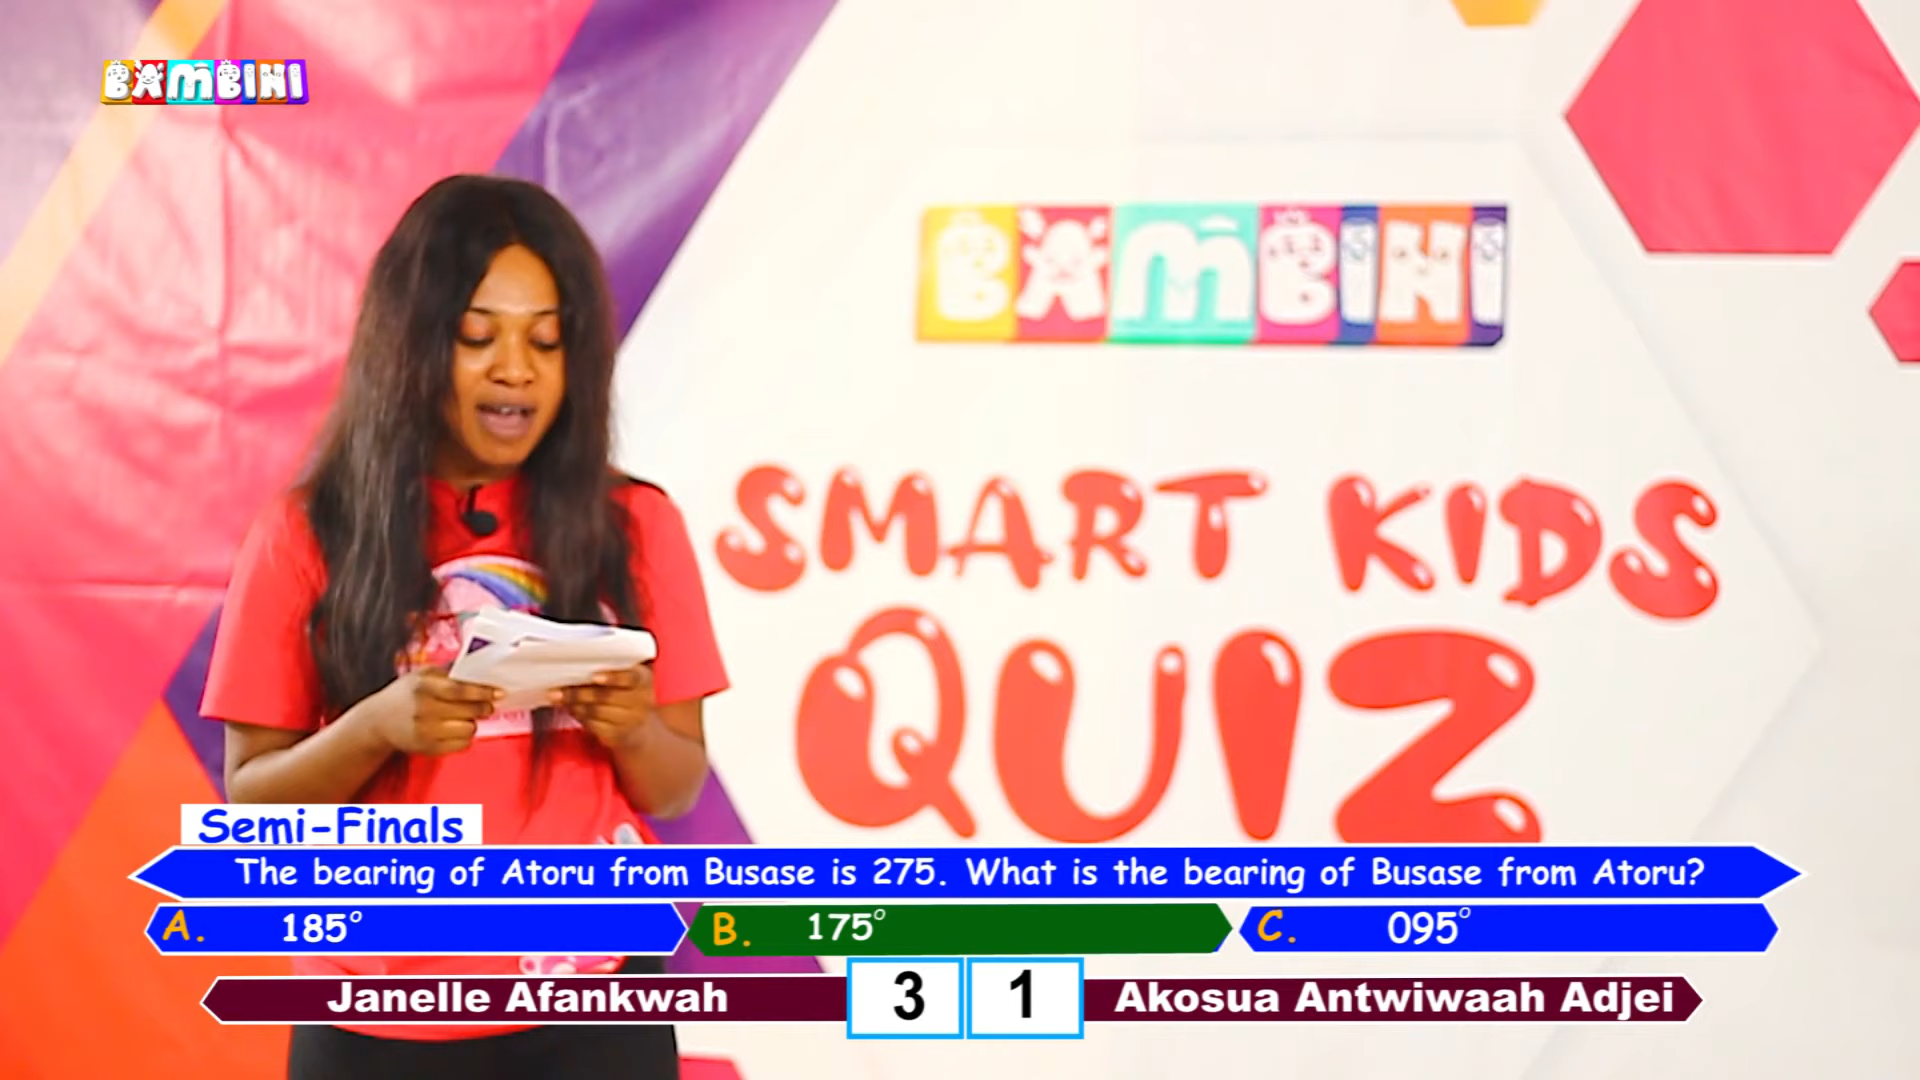 BAMBINI
BAMBINI
SMART KIDS
QUIZ
Semi-Finals
The bearing of Atoru from Busase is 275. What is the bearing of Busase from Atoru?
A. 185°
B. 175°
C. 095°
Janelle Afankwah 3 1 Akosua Antwiwaah Adjei